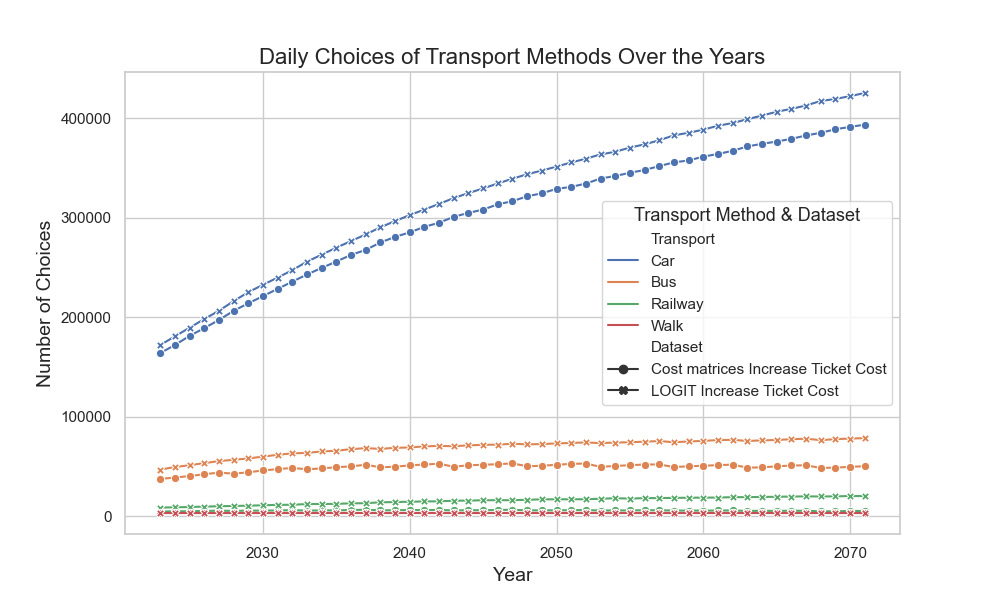 Daily Choices of Transport Methods Over the Years
400000
300000
200000
100000
0
Number of Choices
Transport Method & Dataset
Transport
Car
Bus
Railway
Walk
Dataset
Cost matrices Increase Ticket Cost
LOGIT Increase Ticket Cost
2030
2040
2050
2060
2070
Year